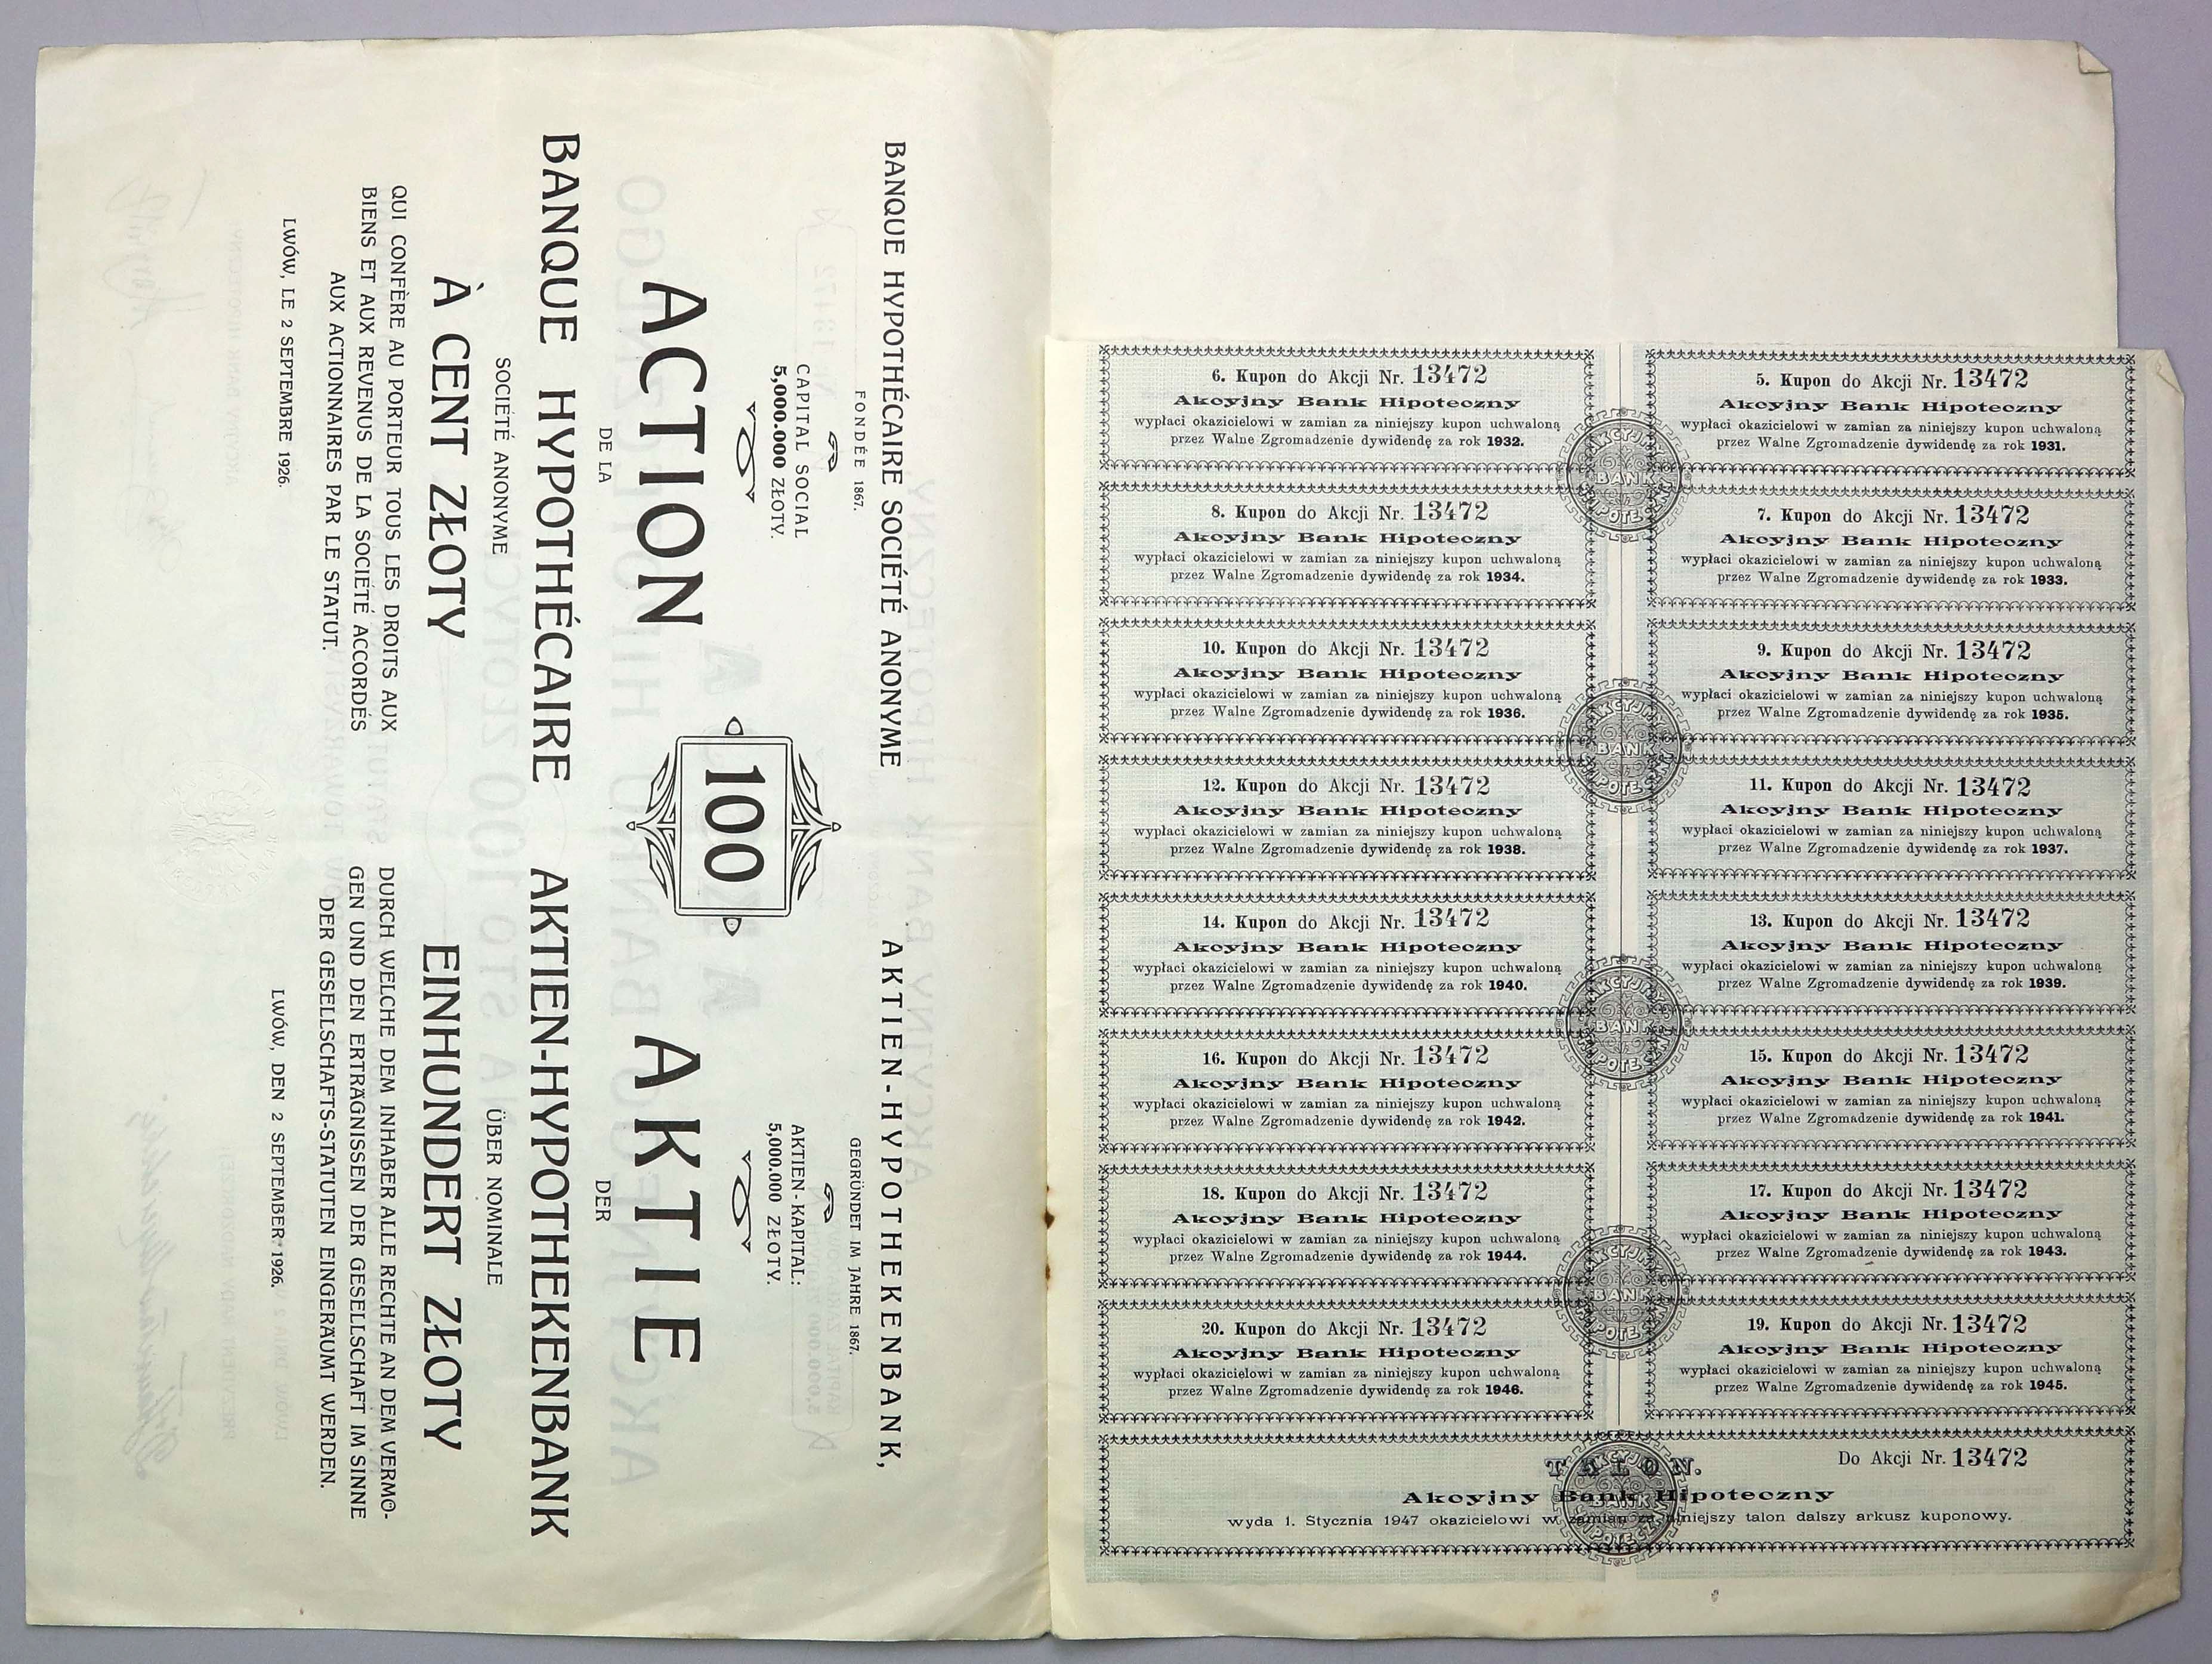 BANQUE HYPOTHÉCAIRE SOCIÉTÉ ANONYME
FONDÉE 1867.
CAPITAL SOCIAL
5,000.000 ZŁOTY.
ACTION
DE LA
BANQUE HYPOTHÉCAIRE
SOCIÉTÉ ANONYME
À CENT ZŁOTY
QUI CONFÈRE AU PORTEUR TOUS LES DROITS AUX
BIENS ET AUX REVENUS DE LA SOCIÉTÉ ACCORDÉS
AUX ACTIONNAIRES PAR LE STATUT.
LWÓW, LE 2 SEPTEMBRE 1926.
100
AKTIEN-HYPOTHEKENBANK,
GEGRÜNDET IM JAHRE 1867.
AKTIEN-KAPITAL:
5,000.000 ZŁOTY.
AKTIE
DER
AKTIEN-HYPOTHEKENBANK
ÜBER NOMINALE
EINHUNDERT ZŁOTY
DURCH WELCHE DEM INHABER ALLE RECHTE AN DEM VERMO-
GEN UND DEN ERTRÄGNISSEN DER GESELLSCHAFT IM SINNE
DER GESELLSCHAFTS-STATUTEN EINGERÄUMT WERDEN.
LWÓW, DEN 2 SEPTEMBER 1926.
6. Kupon do Akcji Nr. 13472
Akcyjny Bank Hipoteczny
wypłaci okazicielowi w zamian za niniejszy kupon uchwaloną
przez Walne Zgromadzenie dywidendę za rok 1932.
5. Kupon do Akcji Nr. 13472
Akcyjny Bank Hipoteczny
wypłaci okazicielowi w zamian za niniejszy kupon uchwaloną
przez Walne Zgromadzenie dywidendę za rok 1931.
8. Kupon do Akcji Nr. 13472
Akcyjny Bank Hipoteczny
wypłaci okazicielowi w zamian za niniejszy kupon uchwaloną
przez Walne Zgromadzenie dywidendę za rok 1934.
7. Kupon do Akcji Nr. 13472
Akcyjny Bank Hipoteczny
wypłaci okazicielowi w zamian za niniejszy kupon uchwaloną
przez Walne Zgromadzenie dywidendę za rok 1933.
10. Kupon do Akcji Nr. 13472
Akcyjny Bank Hipoteczny
wypłaci okazicielowi w zamian za niniejszy kupon uchwaloną
przez Walne Zgromadzenie dywidendę za rok 1936.
9. Kupon do Akcji Nr. 13472
Akcyjny Bank Hipoteczny
wypłaci okazicielowi w zamian za niniejszy kupon uchwaloną
przez Walne Zgromadzenie dywidendę za rok 1935.
12. Kupon do Akcji Nr. 13472
Akcyjny Bank Hipoteczny
wypłaci okazicielowi w zamian za niniejszy kupon uchwaloną
przez Walne Zgromadzenie dywidendę za rok 1938.
11. Kupon do Akcji Nr. 13472
Akcyjny Bank Hipoteczny
wypłaci okazicielowi w zamian za niniejszy kupon uchwaloną
przez Walne Zgromadzenie dywidendę za rok 1937.
14. Kupon do Akcji Nr. 13472
Akcyjny Bank Hipoteczny
wypłaci okazicielowi w zamian za niniejszy kupon uchwaloną
przez Walne Zgromadzenie dywidendę za rok 1940.
13. Kupon do Akcji Nr. 13472
Akcyjny Bank Hipoteczny
wypłaci okazicielowi w zamian za niniejszy kupon uchwaloną
przez Walne Zgromadzenie dywidendę za rok 1939.
16. Kupon do Akcji Nr. 13472
Akcyjny Bank Hipoteczny
wypłaci okazicielowi w zamian za niniejszy kupon uchwaloną
przez Walne Zgromadzenie dywidendę za rok 1942.
15. Kupon do Akcji Nr. 13472
Akcyjny Bank Hipoteczny
wypłaci okazicielowi w zamian za niniejszy kupon uchwaloną
przez Walne Zgromadzenie dywidendę za rok 1941.
18. Kupon do Akcji Nr. 13472
Akcyjny Bank Hipoteczny
wypłaci okazicielowi w zamian za niniejszy kupon uchwaloną
przez Walne Zgromadzenie dywidendę za rok 1944.
17. Kupon do Akcji Nr. 13472
Akcyjny Bank Hipoteczny
wypłaci okazicielowi w zamian za niniejszy kupon uchwaloną
przez Walne Zgromadzenie dywidendę za rok 1943.
20. Kupon do Akcji Nr. 13472
Akcyjny Bank Hipoteczny
wypłaci okazicielowi w zamian za niniejszy kupon uchwaloną
przez Walne Zgromadzenie dywidendę za rok 1946.
19. Kupon do Akcji Nr. 13472
Akcyjny Bank Hipoteczny
wypłaci okazicielowi w zamian za niniejszy kupon uchwaloną
przez Walne Zgromadzenie dywidendę za rok 1945.
Do Akcji Nr. 13472
TALON.
Akcyjny Bank Hipoteczny
wyda 1. Stycznia 1947 okazicielowi w zamian za niniejszy talon dalszy arkusz kuponowy.